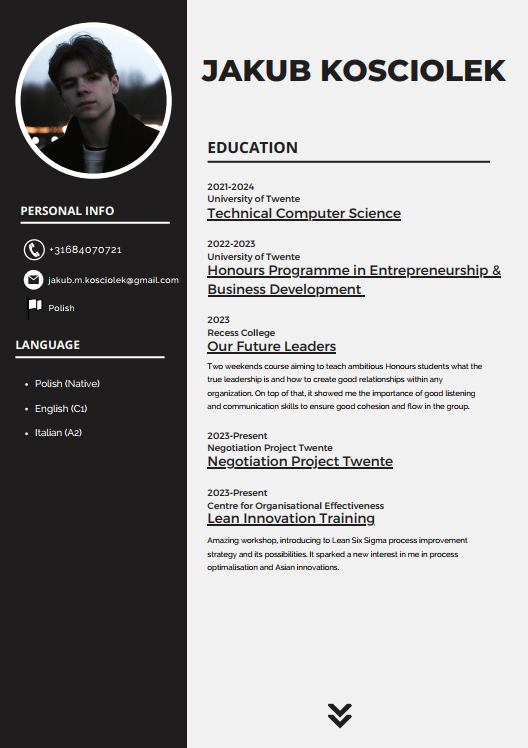 JAKUB KOSCIOLEK
PERSONAL INFO
+31684070721
jakub.m.kosciolek@gmail.com
Polish
LANGUAGE
• Polish (Native)
• English (C1)
• Italian (A2)
EDUCATION
2021-2024
University of Twente
Technical Computer Science
2022-2023
University of Twente
Honours Programme in Entrepreneurship &
Business Development
2023
Recess College
Our Future Leaders
Two weekends course aiming to teach ambitious Honours students what the
true leadership is and how to create good relationships within any
organization. On top of that, it showed me the importance of good listening
and communication skills to ensure good cohesion and flow in the group.
2023-Present
Negotiation Project Twente
Negotiation Project Twente
2023-Present
Centre for Organisational Effectiveness
Lean Innovation Training
Amazing workshop, introducing to Lean Six Sigma process improvement
strategy and its possibilities. It sparked a new interest in me in process
optimalisation and Asian innovations.